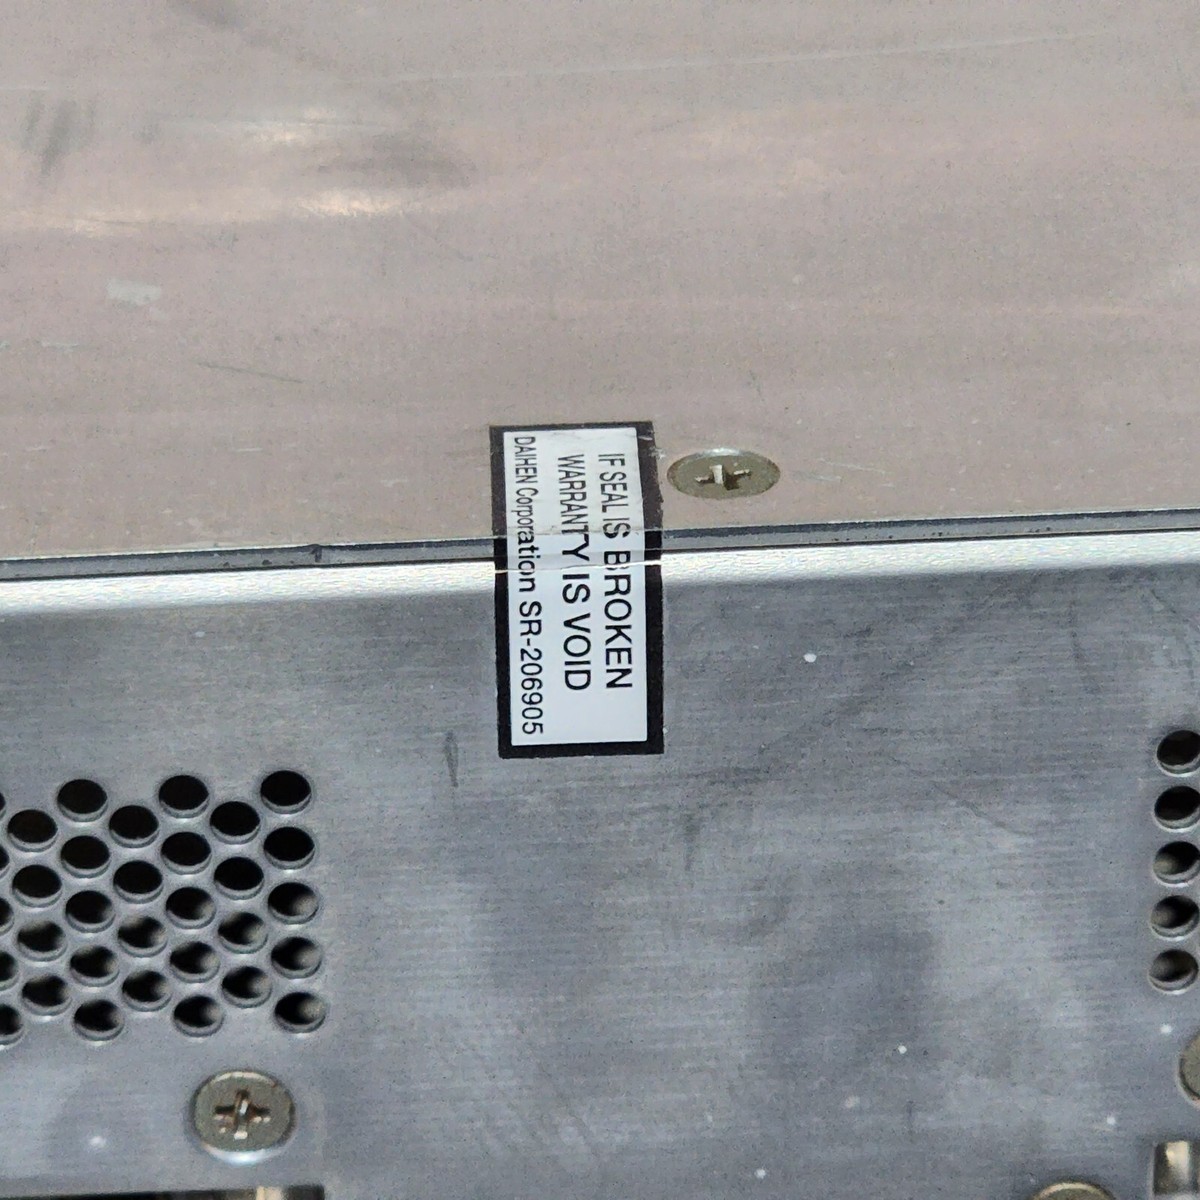 IF SEAL IS BROKEN
WARRANTY IS VOID
DAIHEN Corporation SR-206905